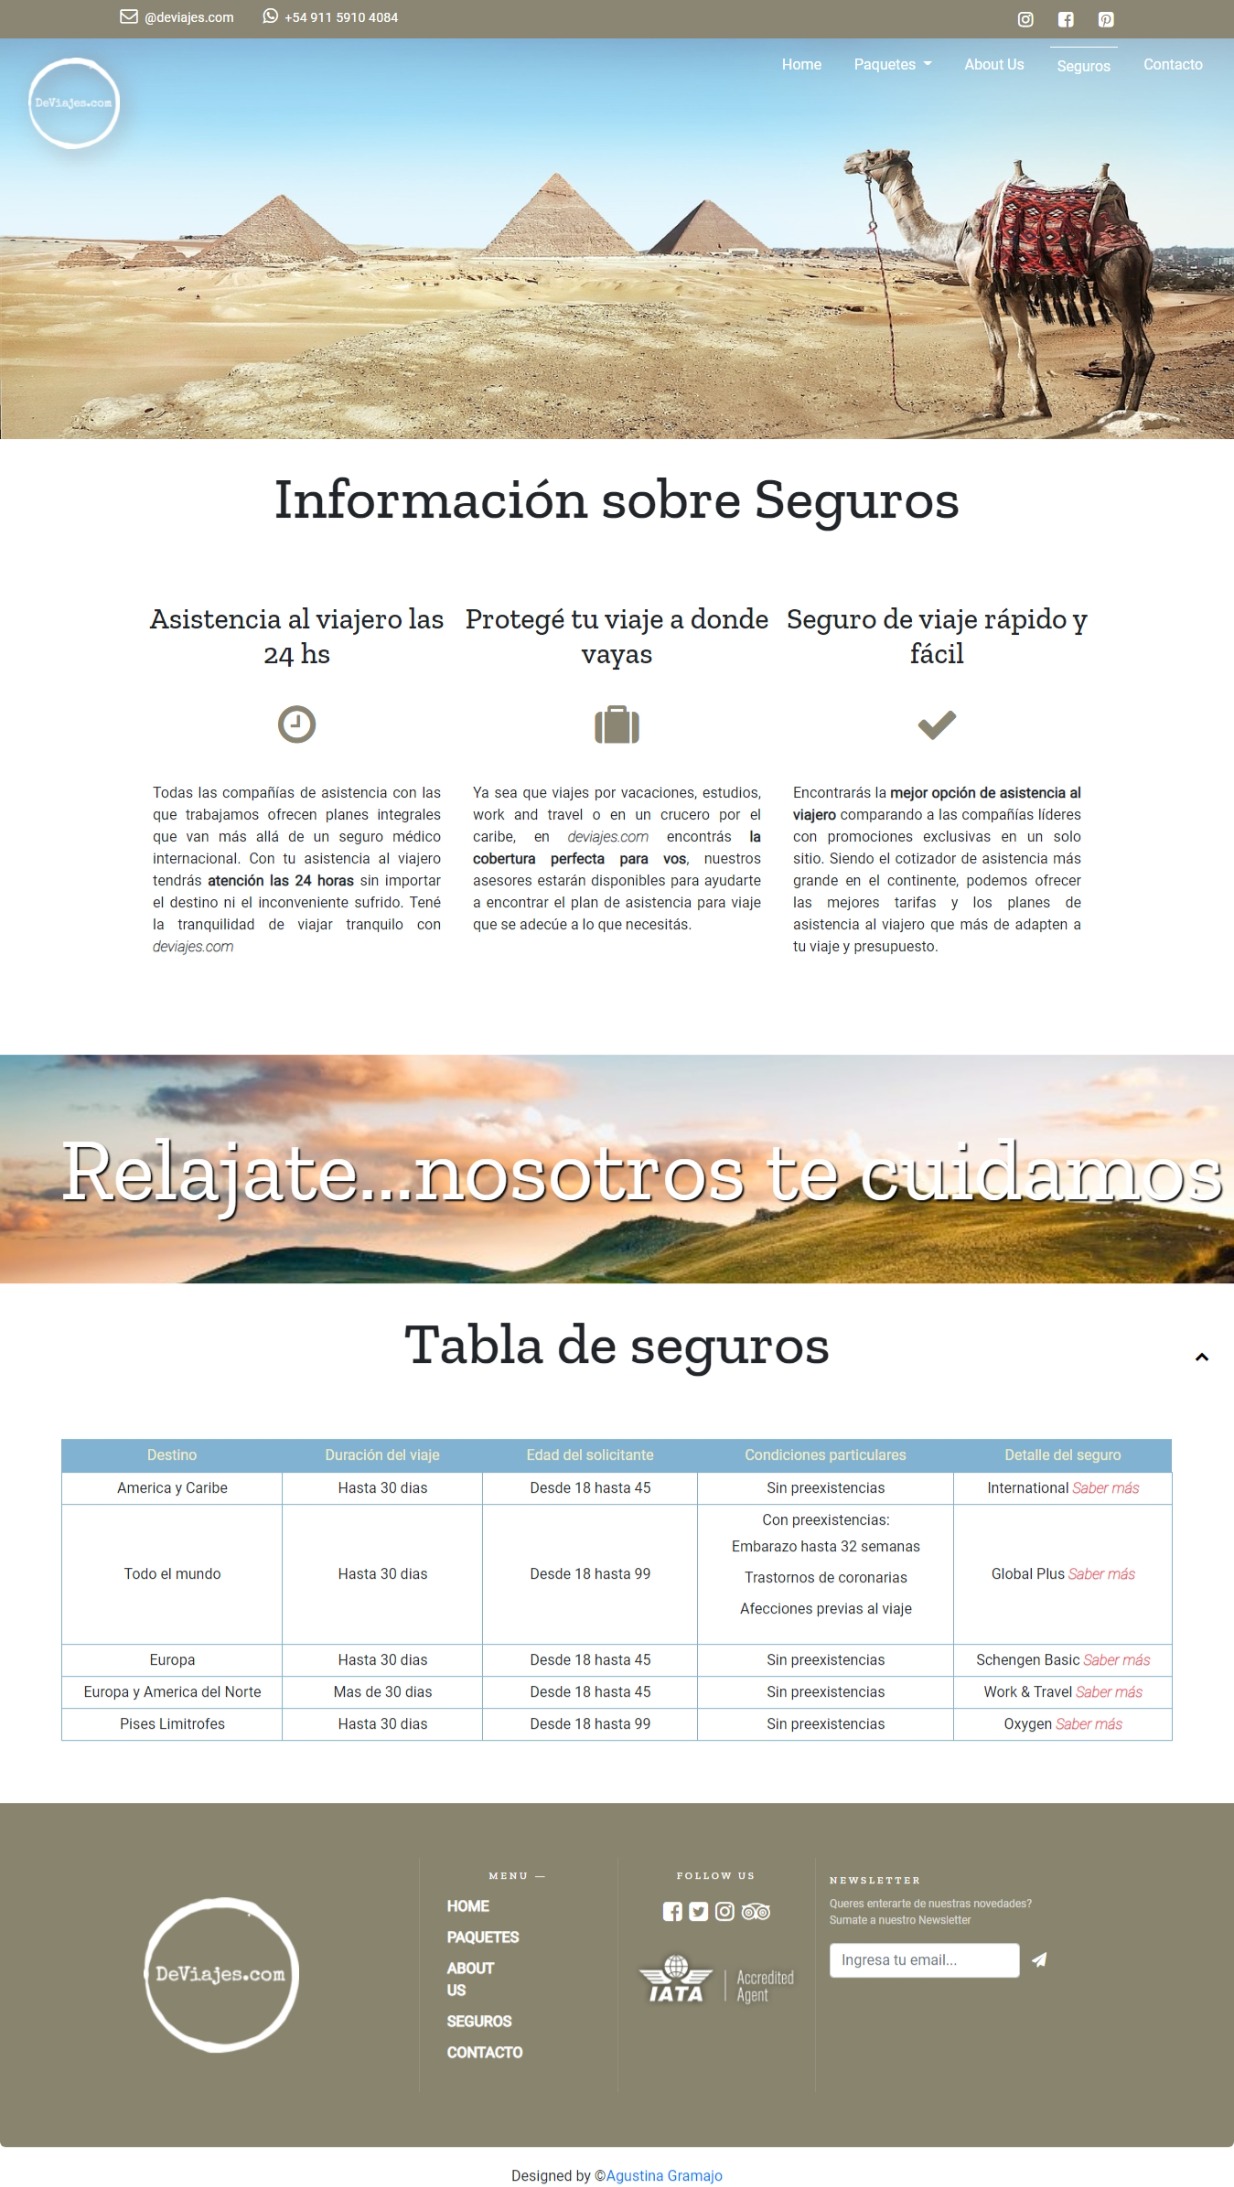 @deviajes.com +54 911 5910 4084
DeViajes.com
Home Paquetes About Us Seguros Contacto
Información sobre Seguros
Asistencia al viajero las
24 hs
Todas las compañías de asistencia con las
que trabajamos ofrecen planes integrales
que van más allá de un seguro médico
internacional. Con tu asistencia al viajero
tendrás atención las 24 horas sin importar
el destino ni el inconveniente sufrido. Tené
la tranquilidad de viajar tranquilo con
deviajes.com
Protegé tu viaje a donde
vayas
Ya sea que viajes por vacaciones, estudios,
work and travel o en un crucero por el
caribe, en deviajes.com encontrás la
cobertura perfecta para vos, nuestros
asesores estarán disponibles para ayudarte
a encontrar el plan de asistencia para viaje
que se adecúe a lo que necesitás.
Seguro de viaje rápido y
fácil
Encontrarás la mejor opción de asistencia al
viajero comparando a las compañías líderes
con promociones exclusivas en un solo
sitio. Siendo el cotizador de asistencia más
grande en el continente, podemos ofrecer
las mejores tarifas y los planes de
asistencia al viajero que más de adapten a
tu viaje y presupuesto.
Relajate...nosotros te cuidamos
Tabla de seguros
Destino Duración del viaje Edad del solicitante Condiciones particulares Detalle del seguro
America y Caribe Hasta 30 dias Desde 18 hasta 45 Sin preexistencias International Saber más
Todo el mundo Hasta 30 dias Desde 18 hasta 99 Con preexistencias:
Embarazo hasta 32 semanas
Trastornos de coronarias
Afecciones previas al viaje
Global Plus Saber más
Europa Hasta 30 dias Desde 18 hasta 45 Sin preexistencias Schengen Basic Saber más
Europa y America del Norte Mas de 30 dias Desde 18 hasta 45 Sin preexistencias Work & Travel Saber más
Pises Limitrofes Hasta 30 dias Desde 18 hasta 99 Sin preexistencias Oxygen Saber más
DeViajes.com
MENU —
HOME
PAQUETES
ABOUT
US
SEGUROS
CONTACTO
FOLLOW US
IATA
Accredited
Agent
NEWSLETTER
Queres enterarte de nuestras novedades?
Sumate a nuestro Newsletter
Ingresa tu email...
Designed by ©Agustina Gramajo